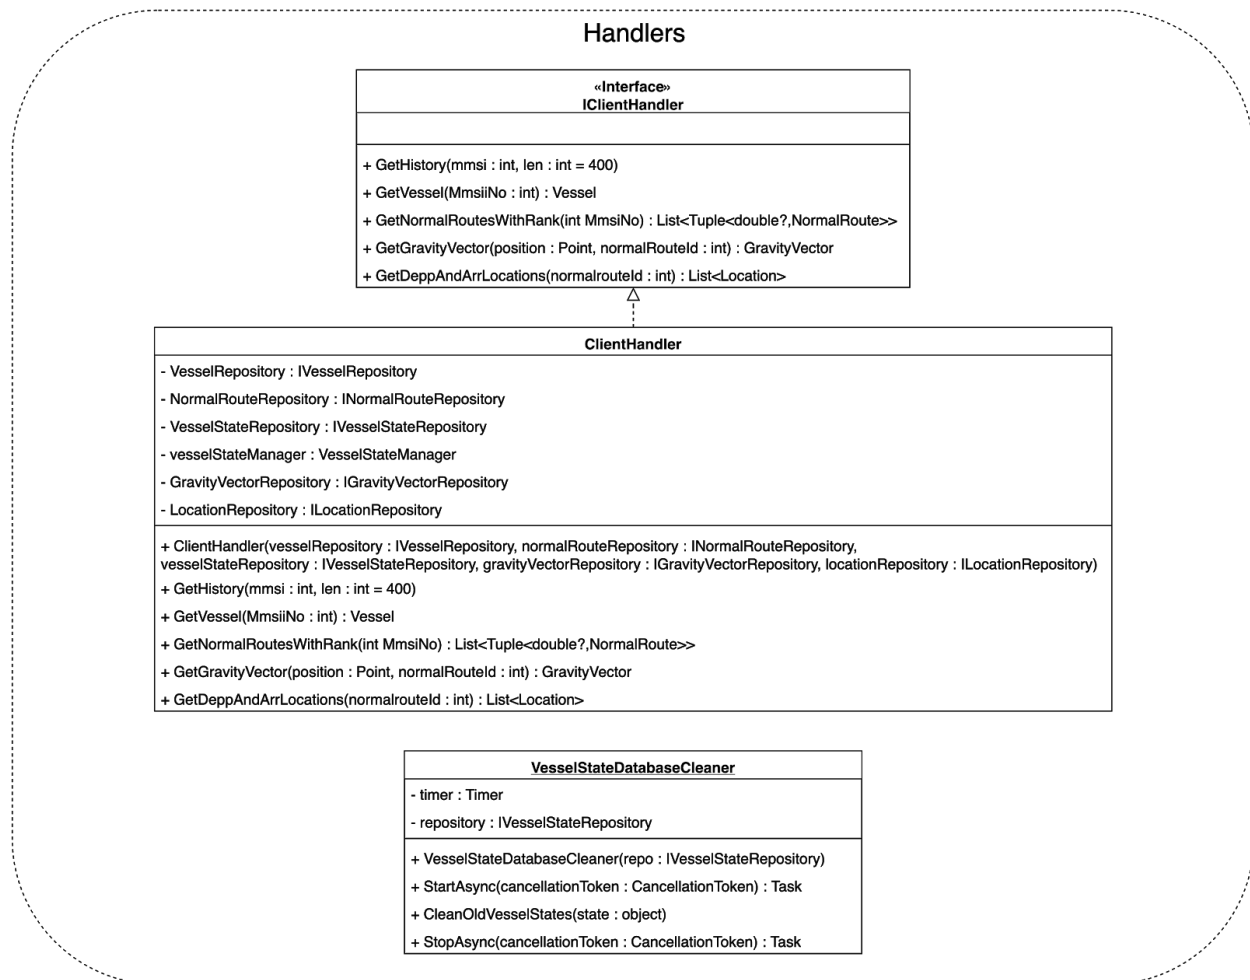 Handlers
«Interface»
IClientHandler
+ GetHistory(mmsi : int, len : int = 400)
+ GetVessel(MmsiiNo : int) : Vessel
+ GetNormalRoutesWithRank(int MmsiNo) : List<Tuple<double?,NormalRoute>>
+ GetGravityVector(position : Point, normalRouteId : int) : GravityVector
+ GetDeppAndArrLocations(normalrouteId : int) : List<Location>
ClientHandler
- VesselRepository : IVesselRepository
- NormalRouteRepository : INormalRouteRepository
- VesselStateRepository : IVesselStateRepository
- vesselStateManager : VesselStateManager
- GravityVectorRepository : IGravityVectorRepository
- LocationRepository : ILocationRepository
+ ClientHandler(vesselRepository : IVesselRepository, normalRouteRepository : INormalRouteRepository,
vesselStateRepository : IVesselStateRepository, gravityVectorRepository : IGravityVectorRepository, locationRepository : ILocationRepository)
+ GetHistory(mmsi : int, len : int = 400)
+ GetVessel(MmsiiNo : int) : Vessel
+ GetNormalRoutesWithRank(int MmsiNo) : List<Tuple<double?,NormalRoute>>
+ GetGravityVector(position : Point, normalRouteId : int) : GravityVector
+ GetDeppAndArrLocations(normalrouteId : int) : List<Location>
VesselStateDatabaseCleaner
- timer : Timer
- repository : IVesselStateRepository
+ VesselStateDatabaseCleaner(repo : IVesselStateRepository)
+ StartAsync(cancellationToken : CancellationToken) : Task
+ CleanOldVesselStates(state : object)
+ StopAsync(cancellationToken : CancellationToken) : Task